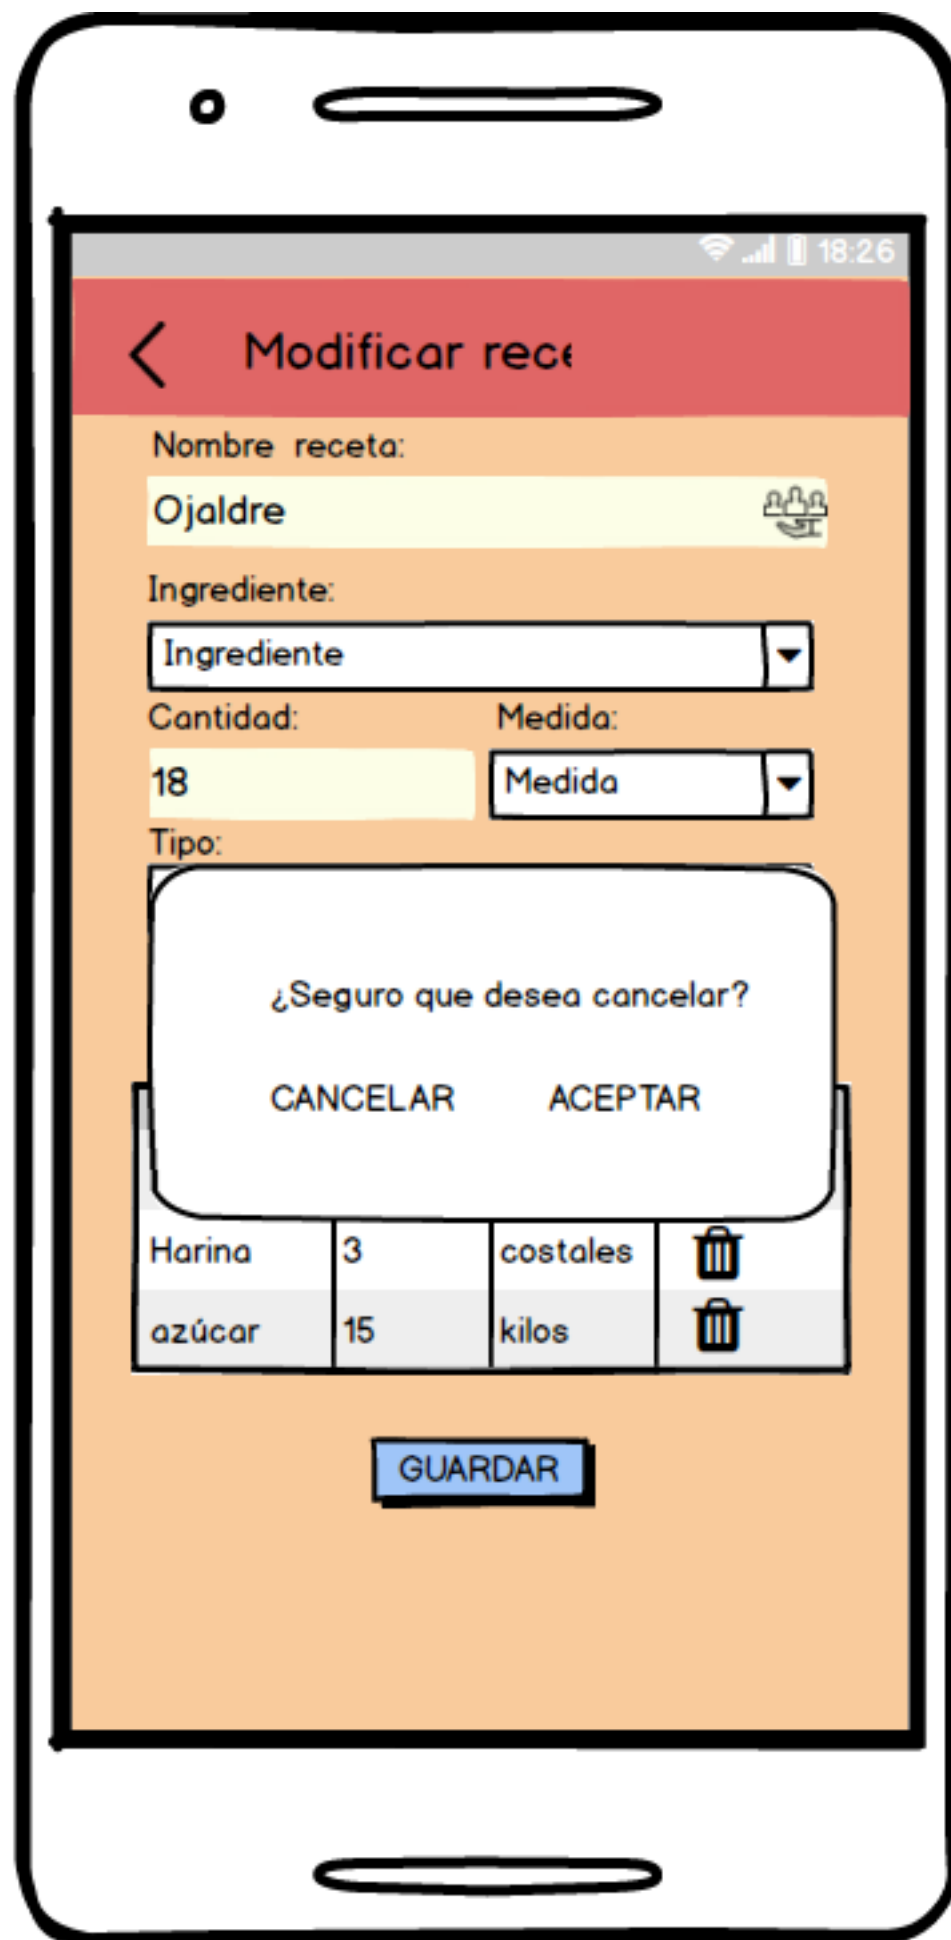 18:26
Modificar rece
Nombre receta:
Ojaldre
Ingrediente:
Ingrediente
Cantidad: Medida:
18 Medida
Tipo:
¿Seguro que desea cancelar?
CANCELAR ACEPTAR
Harina 3 costales
azúcar 15 kilos
GUARDAR